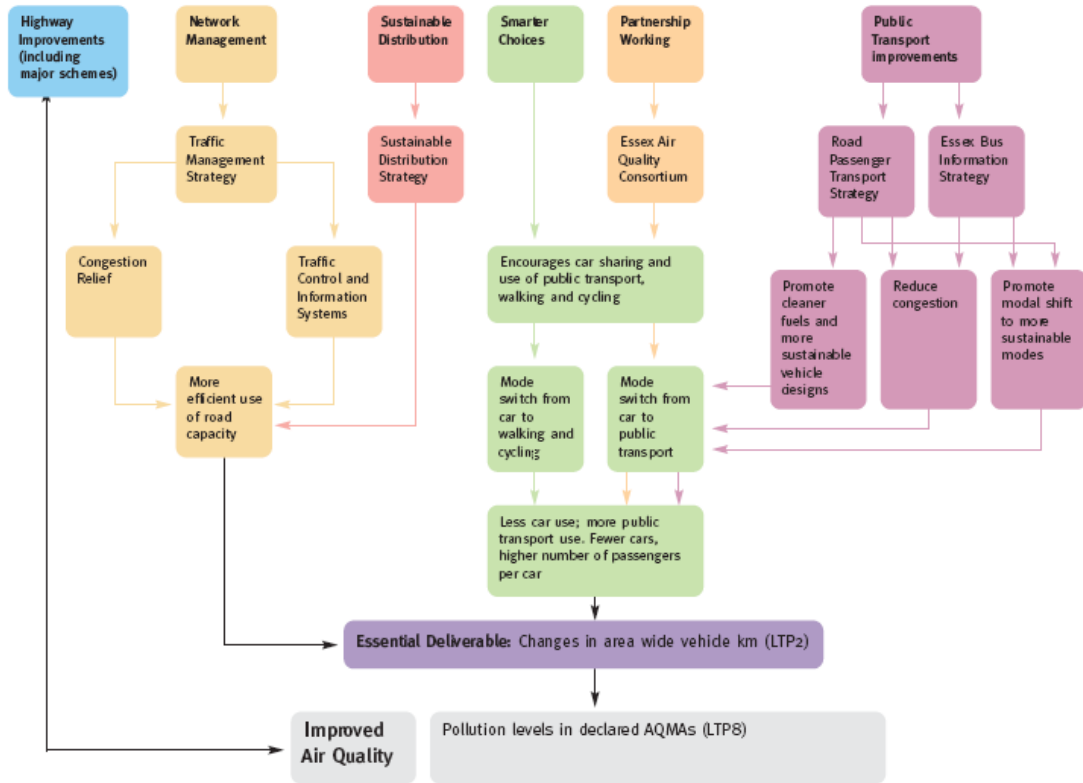 Highway
Improvements
(including
major schemes)
Network
Management
Sustainable
Distribution
Smarter
Choices
Partnership
Working
Public
Transport
improvements
Traffic
Management
Strategy
Sustainable
Distribution
Strategy
Essex Air
Quality
Consortium
Road
Passenger
Transport
Strategy
Essex Bus
Information
Strategy
Congestion
Relief
Traffic
Control and
Information
Systems
Encourages car sharing and
use of public transport,
walking and cycling
Promote
cleaner
fuels and
more
sustainable
vehicle
designs
Reduce
congestion
Promote
modal shift
to more
sustainable
modes
More
efficient use
of road
capacity
Mode
switch from
car to
walking and
cycling
Mode
switch from
car to
public
transport
Less car use; more public
transport use. Fewer cars,
higher number of passengers
per car
Essential Deliverable: Changes in area wide vehicle km (LTP2)
Improved
Air Quality
Pollution levels in declared AQMAs (LTP8)